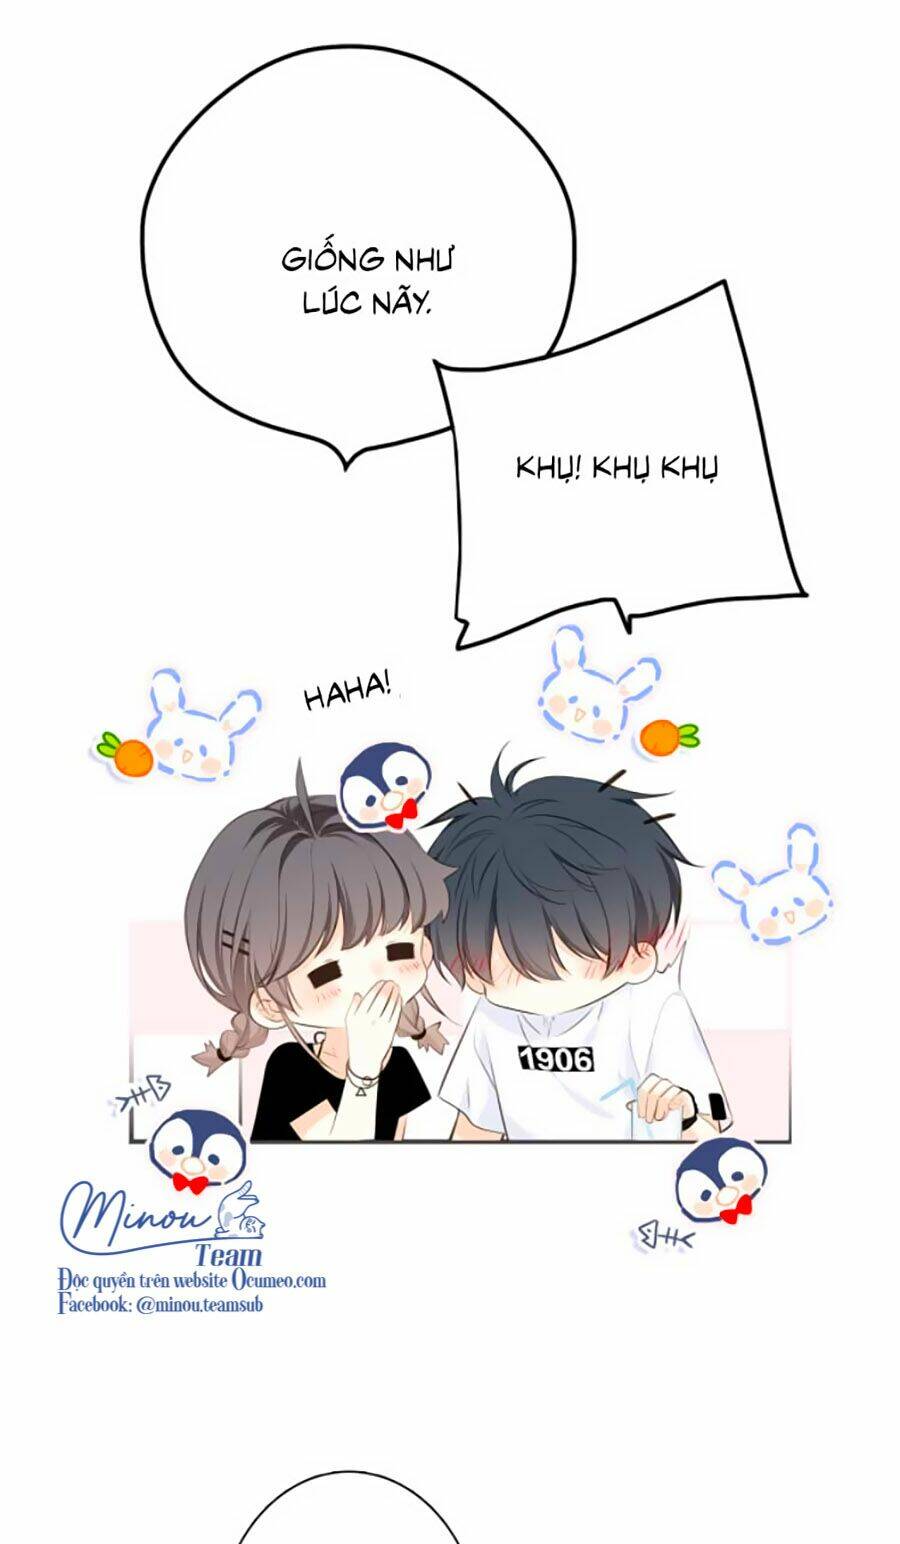 GIỐNG NHƯ
LÚC NÃY.
KHỤ! KHỤ KHỤ
HAHA!
1906
Minou
Team
Độc quyền trên website Ocumeo.com
Facebook: @minou.teamsub